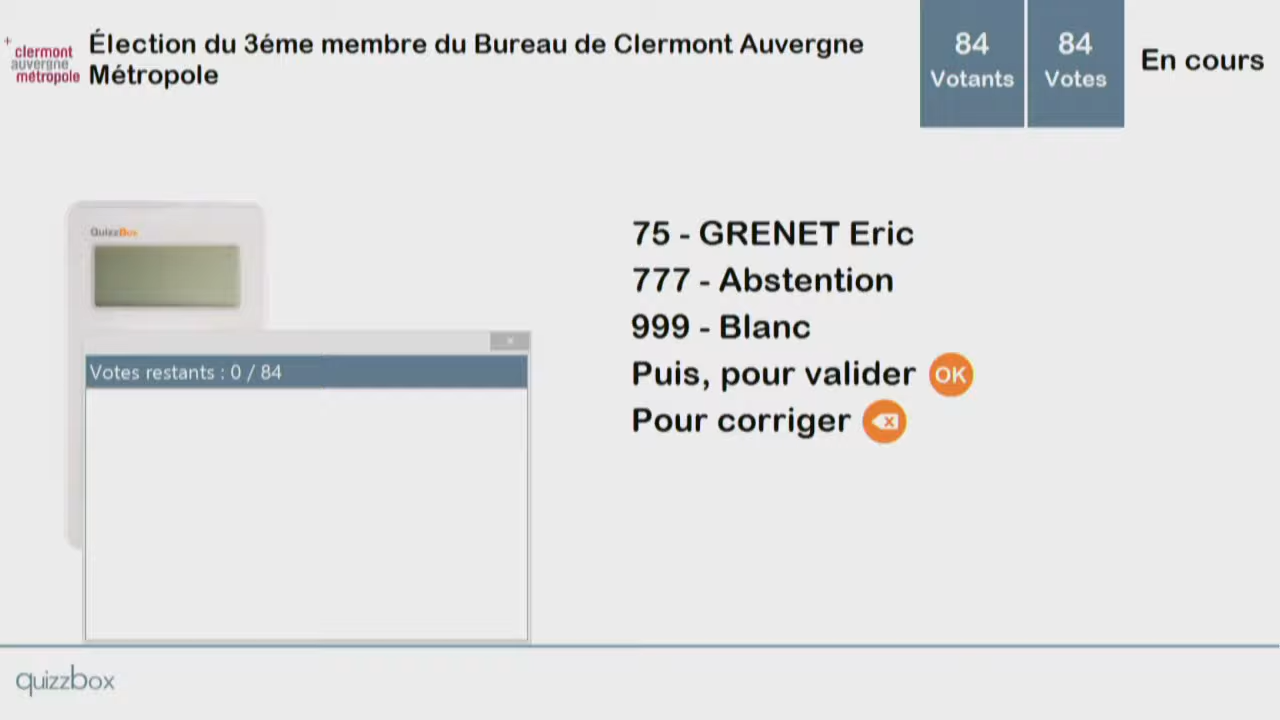 clermont
auvergne
métropole
Élection du 3éme membre du Bureau de Clermont Auvergne
Métropole
84
Votants
84
Votes
En cours
QuizzBox
75 - GRENET Eric
777 - Abstention
999 - Blanc
Puis, pour valider OK
Pour corriger
Votes restants : 0 / 84
quizzbox